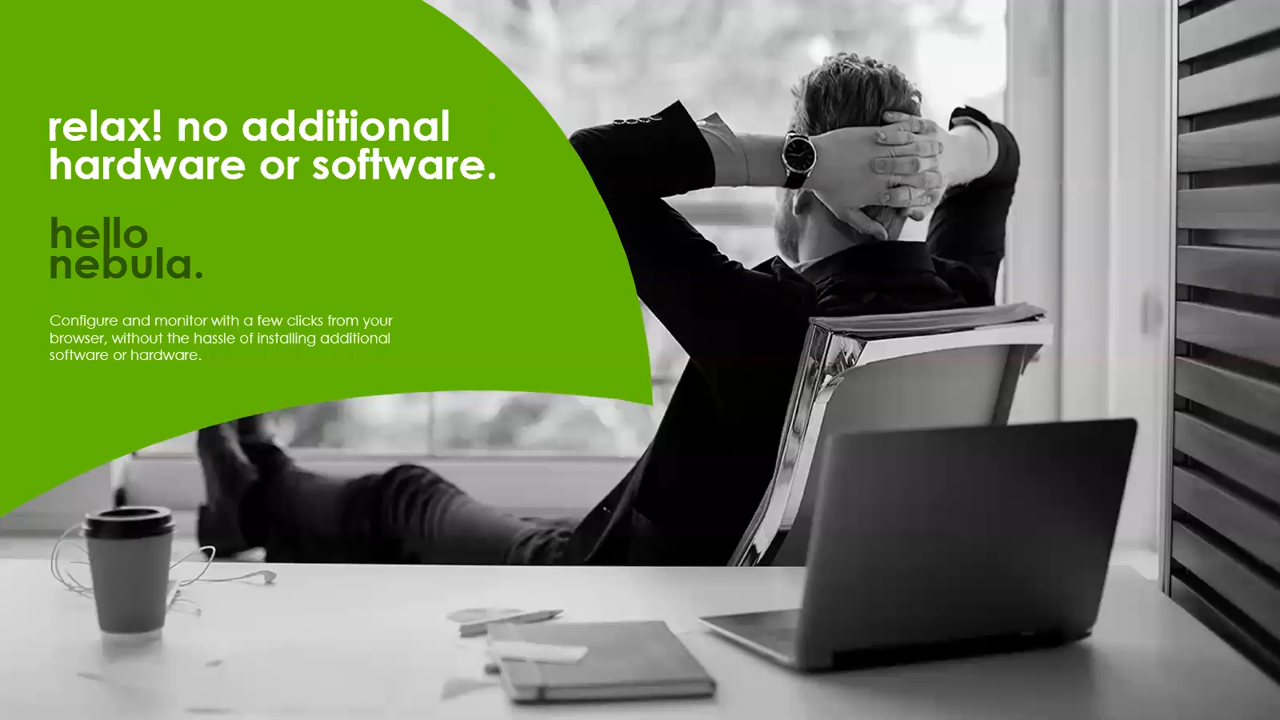 relax! no additional
hardware or software.
hello
nebula.
Configure and monitor with a few clicks from your
browser, without the hassle of installing additional
software or hardware.